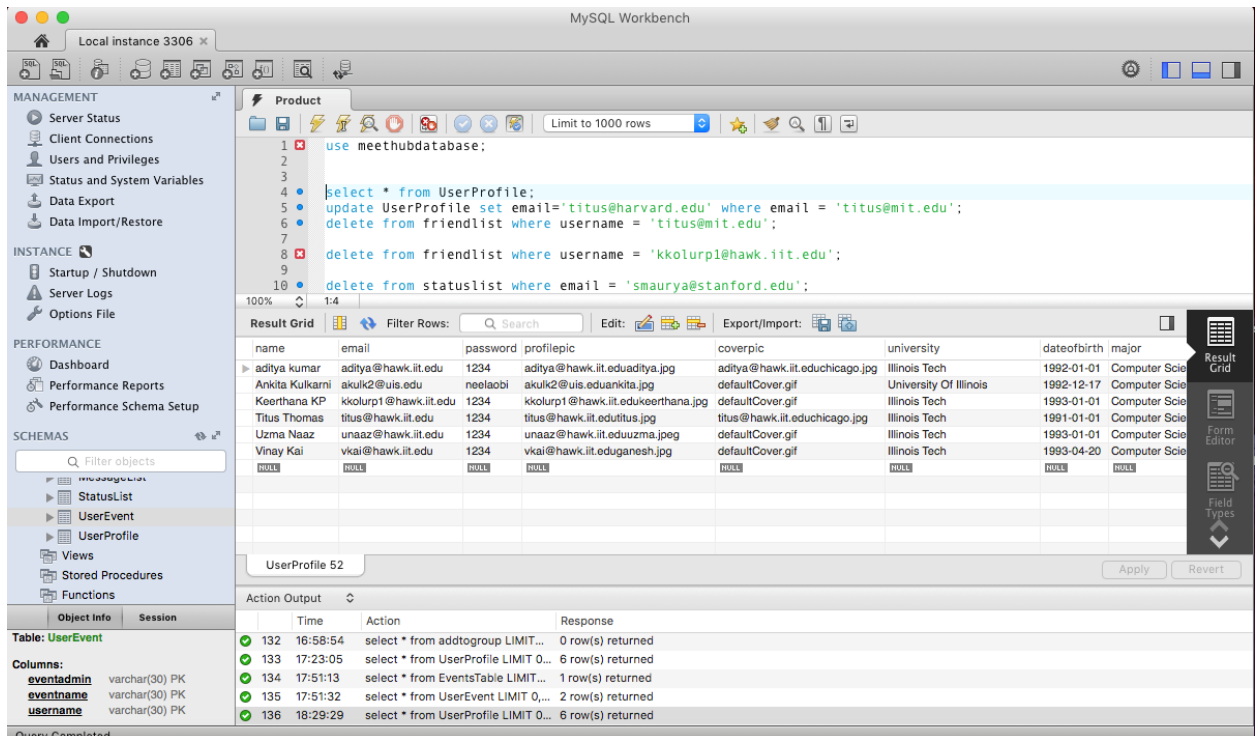 MySQL Workbench
Local instance 3306 ×
MANAGEMENT
Server Status
Client Connections
Users and Privileges
Status and System Variables
Data Export
Data Import/Restore
INSTANCE
Startup / Shutdown
Server Logs
Options File
PERFORMANCE
Dashboard
Performance Reports
Performance Schema Setup
SCHEMAS
Filter objects
MessageList
StatusList
UserEvent
UserProfile
Views
Stored Procedures
Functions
Object Info Session
Table: UserEvent
Columns:
eventadmin varchar(30) PK
eventname varchar(30) PK
username varchar(30) PK
Query Completed
Product
Limit to 1000 rows
1 use meethubdatabase;
2
3
4 select * from UserProfile;
5 update UserProfile set email='titus@harvard.edu' where email = 'titus@mit.edu';
6 delete from friendlist where username = 'titus@mit.edu';
7
8 delete from friendlist where username = 'kkolurp1@hawk.iit.edu';
9
10 delete from statuslist where email = 'smaurya@stanford.edu';
100% 1:4
Result Grid Filter Rows: Search Edit: Export/Import:
name email password profilepic coverpic university dateofbirth major
aditya kumar aditya@hawk.iit.edu 1234 aditya@hawk.iit.eduaditya.jpg aditya@hawk.iit.educhicago.jpg Illinois Tech 1992-01-01 Computer Scie
Ankita Kulkarni akulk2@uis.edu neelaobi akulk2@uis.eduankita.jpg defaultCover.gif University Of Illinois 1992-12-17 Computer Scie
Keerthana KP kkolurp1@hawk.iit.edu 1234 kkolurp1@hawk.iit.edukeerthana.jpg defaultCover.gif Illinois Tech 1993-01-01 Computer Scie
Titus Thomas titus@hawk.iit.edu 1234 titus@hawk.iit.edutitus.jpg titus@hawk.iit.educhicago.jpg Illinois Tech 1991-01-01 Computer Scie
Uzma Naaz unaaz@hawk.iit.edu 1234 unaaz@hawk.iit.eduuzma.jpeg defaultCover.gif Illinois Tech 1993-01-01 Computer Scie
Vinay Kai vkai@hawk.iit.edu 1234 vkai@hawk.iit.eduganesh.jpg defaultCover.gif Illinois Tech 1993-04-20 Computer Scie
NULL NULL NULL NULL NULL NULL NULL NULL
Result
Grid
Form
Editor
Field
Types
UserProfile 52
Apply Revert
Action Output
Time Action Response
132 16:58:54 select * from addtogroup LIMIT... 0 row(s) returned
133 17:23:05 select * from UserProfile LIMIT 0... 6 row(s) returned
134 17:51:13 select * from EventsTable LIMIT... 1 row(s) returned
135 17:51:32 select * from UserEvent LIMIT 0,... 2 row(s) returned
136 18:29:29 select * from UserProfile LIMIT 0... 6 row(s) returned